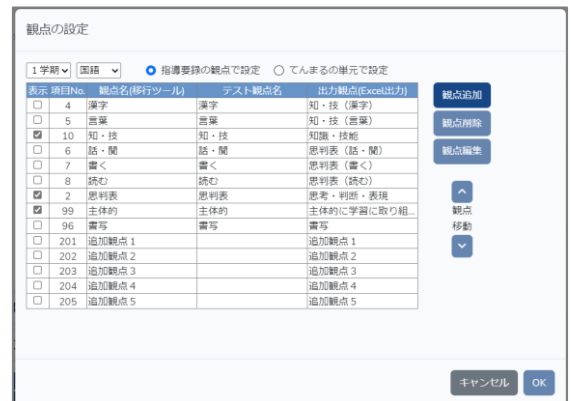 観点の設定
1学期 国語 指導要録の観点で設定 てんまるの単元で設定
表示 項目No. 観点名(移行ツール) テスト観点名 出力観点(Excel出力)
4 漢字 漢字 知・技（漢字）
5 言葉 言葉 知・技（言葉）
10 知・技 知・技 知識・技能
6 話・聞 話・聞 思判表（話・聞）
7 書く 書く 思判表（書く）
8 読む 読む 思判表（読む）
2 思判表 思判表 思考・判断・表現
99 主体的 主体的 主体的に学習に取り組...
96 書写 書写 書写
201 追加観点1 追加観点1
202 追加観点2 追加観点2
203 追加観点3 追加観点3
204 追加観点4 追加観点4
205 追加観点5 追加観点5
観点追加
観点削除
観点編集
観点
移動
キャンセル OK